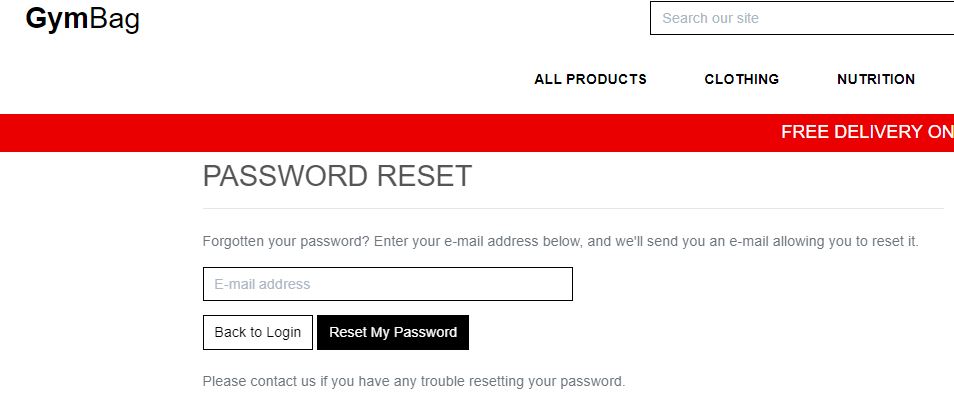 GymBag
Search our site
ALL PRODUCTS CLOTHING NUTRITION
FREE DELIVERY ON
PASSWORD RESET
Forgotten your password? Enter your e-mail address below, and we'll send you an e-mail allowing you to reset it.
E-mail address
Back to Login Reset My Password
Please contact us if you have any trouble resetting your password.